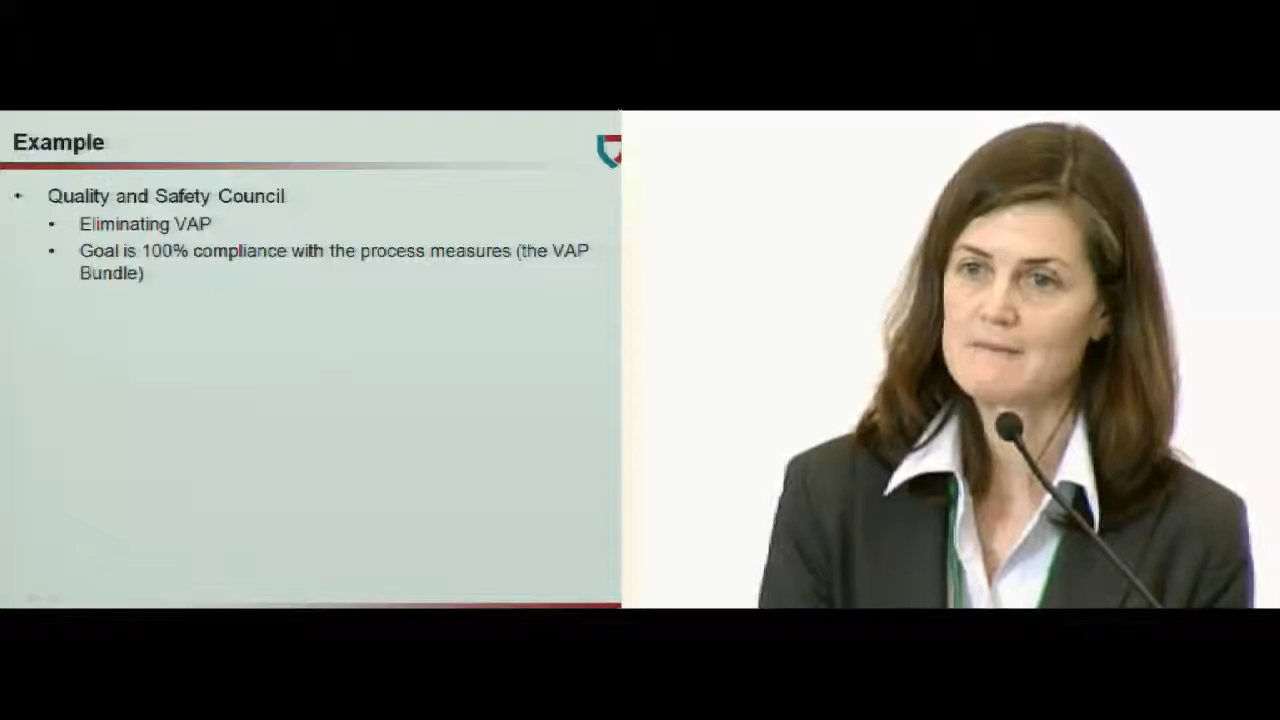 Example
• Quality and Safety Council
• Eliminating VAP
• Goal is 100% compliance with the process measures (the VAP
Bundle)